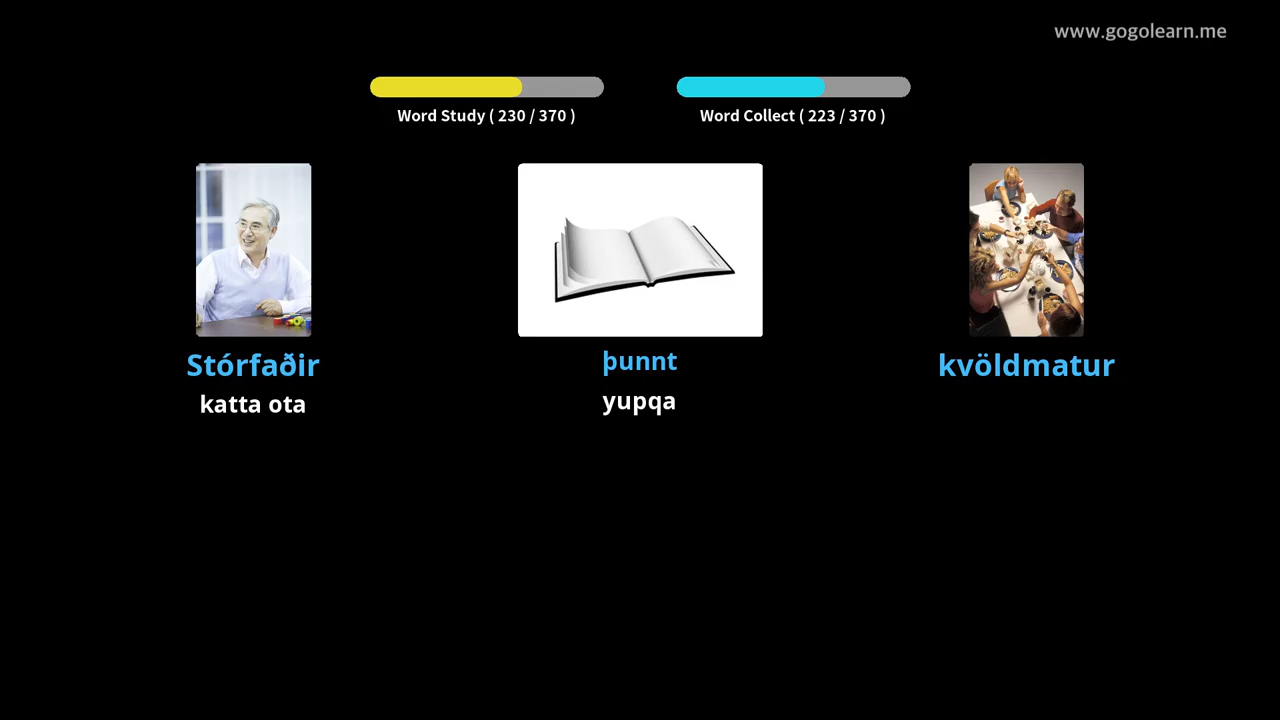 www.gogolearn.me
Word Study ( 230 / 370 )
Word Collect ( 223 / 370 )
Stórfaðir
katta ota
þunnt
yupqa
kvöldmatur